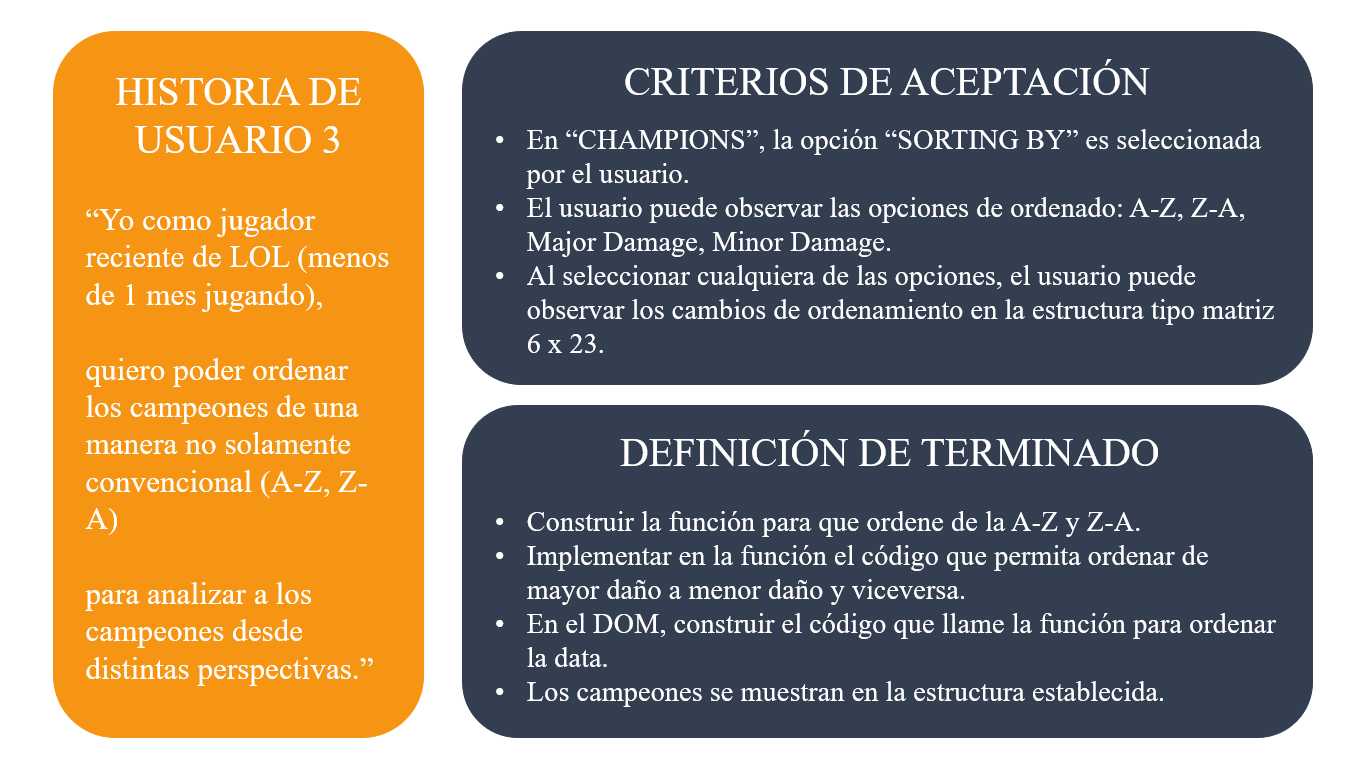 HISTORIA DE
USUARIO 3
“Yo como jugador
reciente de LOL (menos
de 1 mes jugando),
quiero poder ordenar
los campeones de una
manera no solamente
convencional (A-Z, Z-
A)
para analizar a los
campeones desde
distintas perspectivas.”
CRITERIOS DE ACEPTACIÓN
• En “CHAMPIONS”, la opción “SORTING BY” es seleccionada
por el usuario.
• El usuario puede observar las opciones de ordenado: A-Z, Z-A,
Major Damage, Minor Damage.
• Al seleccionar cualquiera de las opciones, el usuario puede
observar los cambios de ordenamiento en la estructura tipo matriz
6 x 23.
DEFINICIÓN DE TERMINADO
• Construir la función para que ordene de la A-Z y Z-A.
• Implementar en la función el código que permita ordenar de
mayor daño a menor daño y viceversa.
• En el DOM, construir el código que llame la función para ordenar
la data.
• Los campeones se muestran en la estructura establecida.